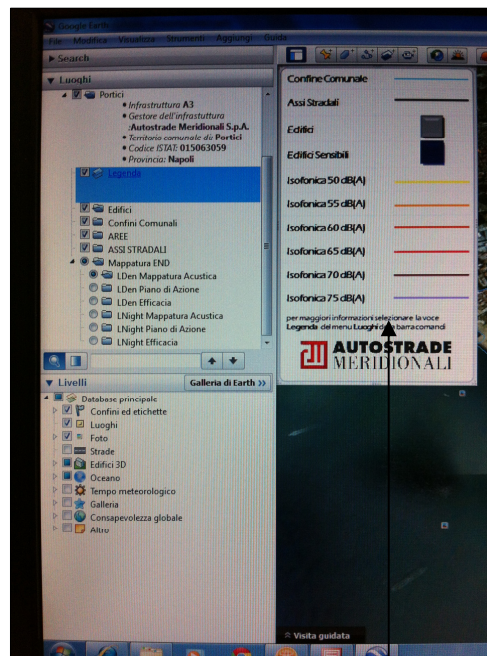 Google Earth
File Modifica Visualizza Strumenti Aggiungi Guida
Search
Luoghi
Portici
Infrastruttura A3
Gestore dell'infrastuttura
:Autostrade Meridionali S.p.A.
Territorio comunale di: Portici
Codice ISTAT: 015063059
Provincia: Napoli
Legenda
Edifici
Confini Comunali
AREE
ASSI STRADALI
Mappatura END
LDen Mappatura Acustica
LDen Piano di Azione
LDen Efficacia
LNight Mappatura Acustica
LNight Piano di Azione
LNight Efficacia
Livelli
Galleria di Earth >>
Database principale
Confini ed etichette
Luoghi
Foto
Strade
Edifici 3D
Oceano
Tempo meteorologico
Galleria
Consapevolezza globale
Altro
Confine Comunale
Assi Stradali
Edifici
Edifici Sensibili
Isofonica 50 dB(A)
Isofonica 55 dB(A)
Isofonica 60 dB(A)
Isofonica 65 dB(A)
Isofonica 70 dB(A)
Isofonica 75 dB(A)
per maggiori informazioni selezionare la voce
Legenda del menu Luoghi della barra comandi
AUTOSTRADE
MERIDIONALI
Visita guidata